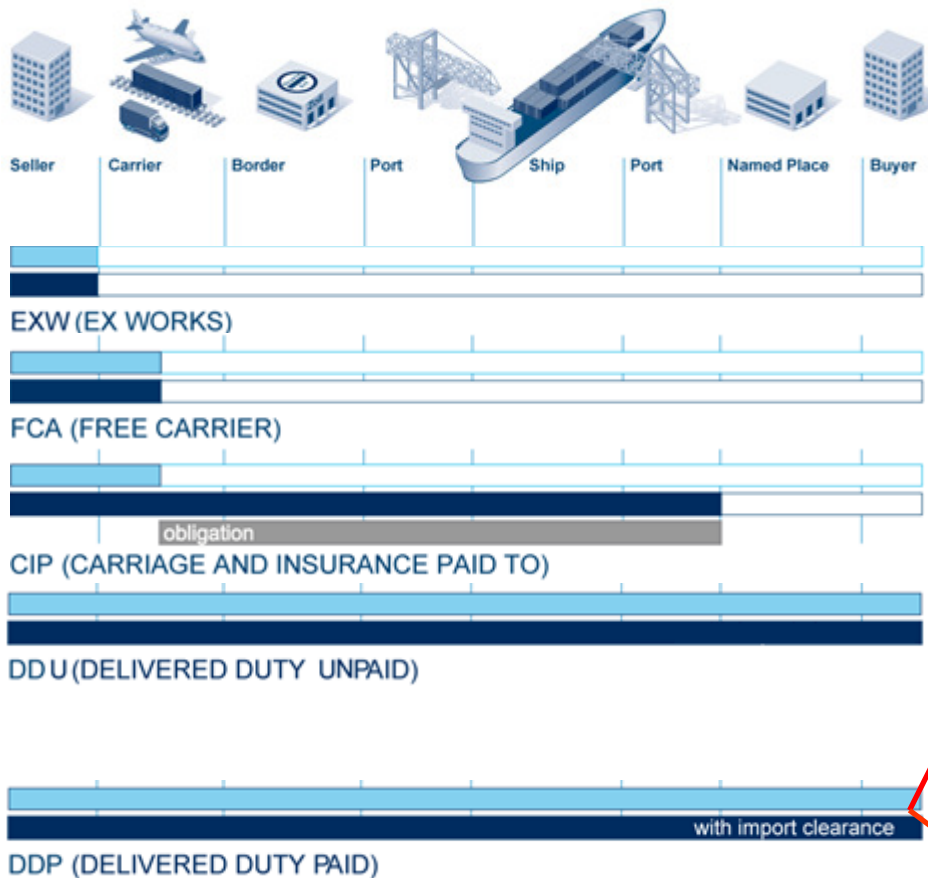 Seller Carrier Border Port Ship Port Named Place Buyer
EXW (EX WORKS)
FCA (FREE CARRIER)
obligation
CIP (CARRIAGE AND INSURANCE PAID TO)
DDU (DELIVERED DUTY UNPAID)
with import clearance
DDP (DELIVERED DUTY PAID)